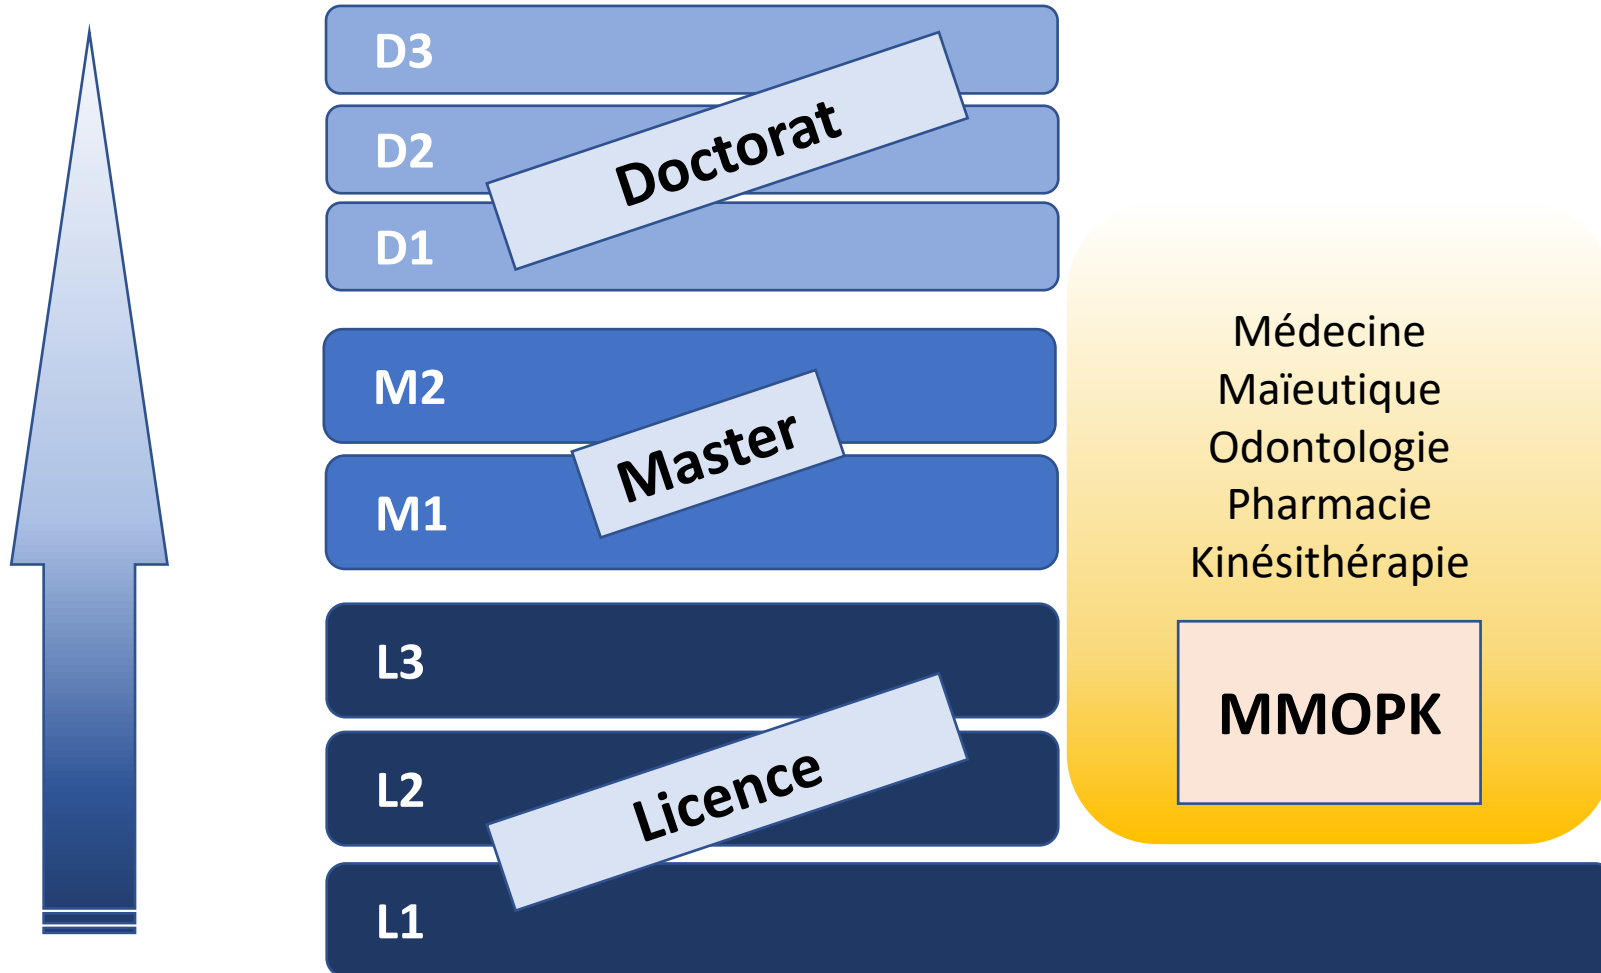 D3
D2
Doctorat
D1
M2
Master
M1
L3
L2
Licence
L1
Médecine
Maïeutique
Odontologie
Pharmacie
Kinésithérapie
MMOPK